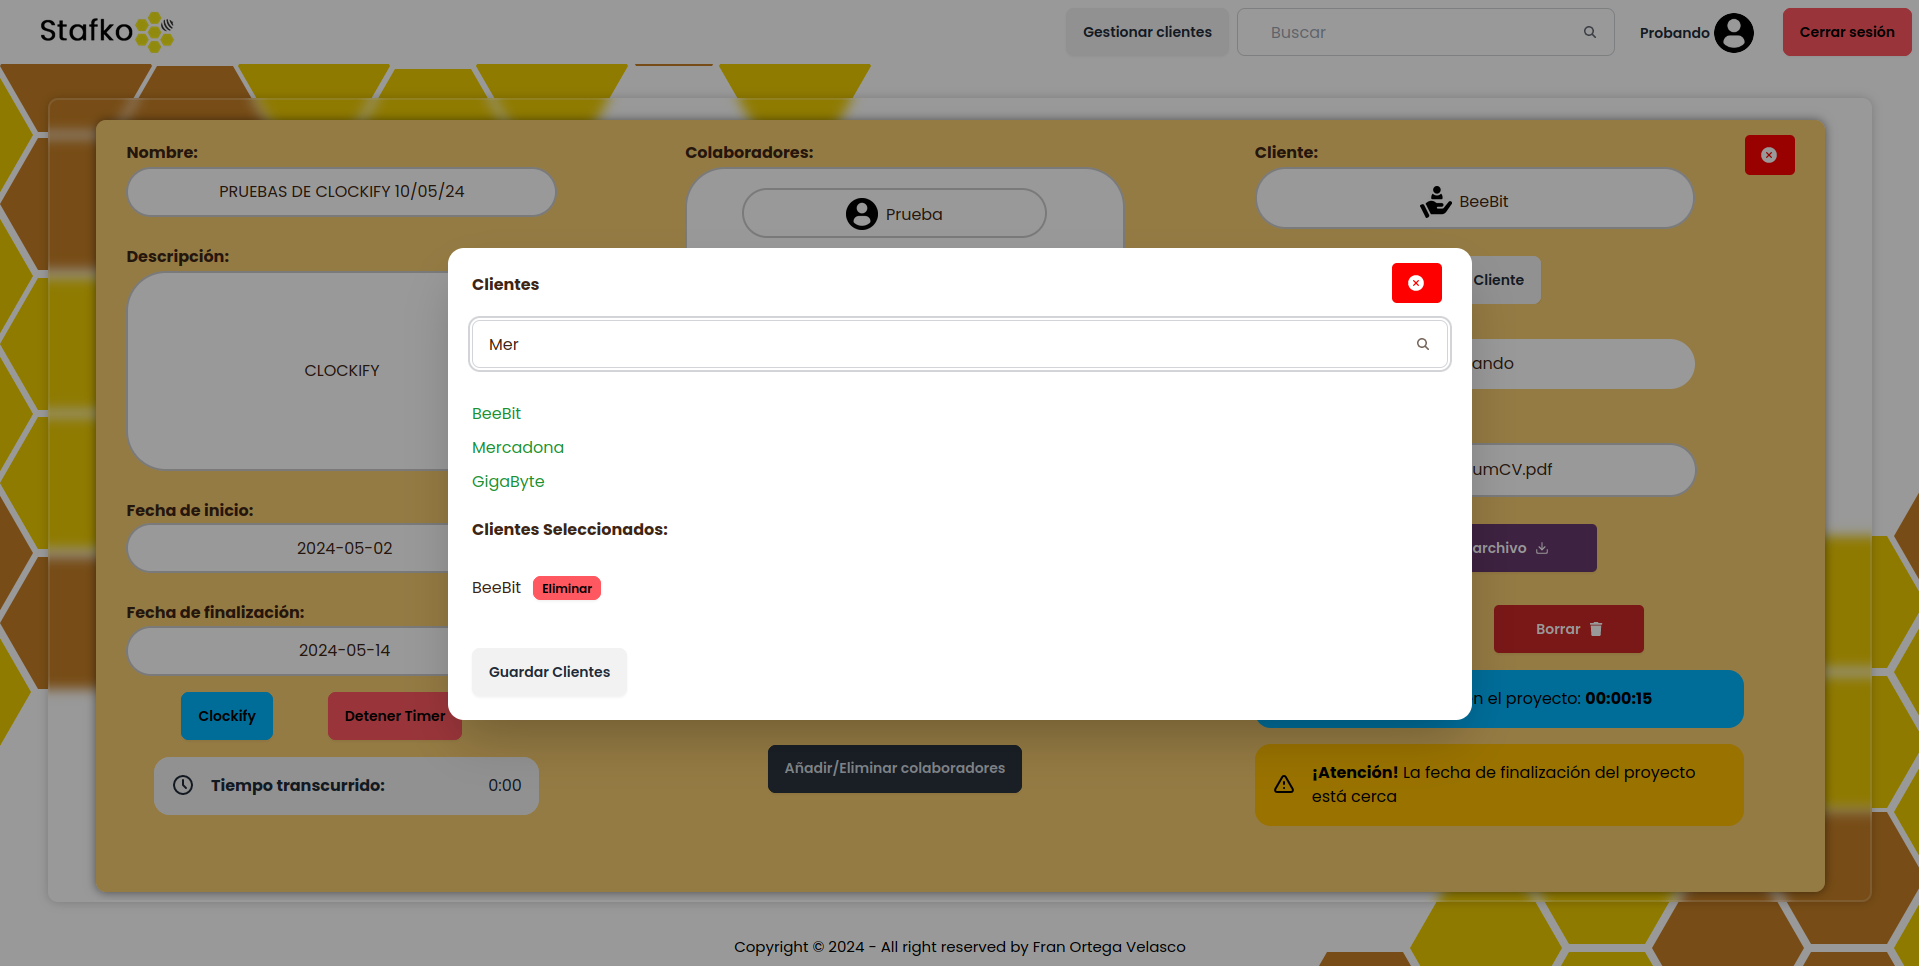 Stafko
Gestionar clientes
Buscar
Probando
Cerrar sesión
Nombre:
PRUEBAS DE CLOCKIFY 10/05/24
Colaboradores:
Prueba
Cliente:
BeeBit
Descripción:
CLOCKIFY
Cliente
ando
umCV.pdf
archivo
Borrar
Clientes
Mer
BeeBit
Mercadona
GigaByte
Clientes Seleccionados:
BeeBit Eliminar
Guardar Clientes
Fecha de inicio:
2024-05-02
Fecha de finalización:
2024-05-14
Clockify
Detener Timer
Tiempo transcurrido: 0:00
Añadir/Eliminar colaboradores
n el proyecto: 00:00:15
¡Atención! La fecha de finalización del proyecto
está cerca
Copyright © 2024 - All right reserved by Fran Ortega Velasco